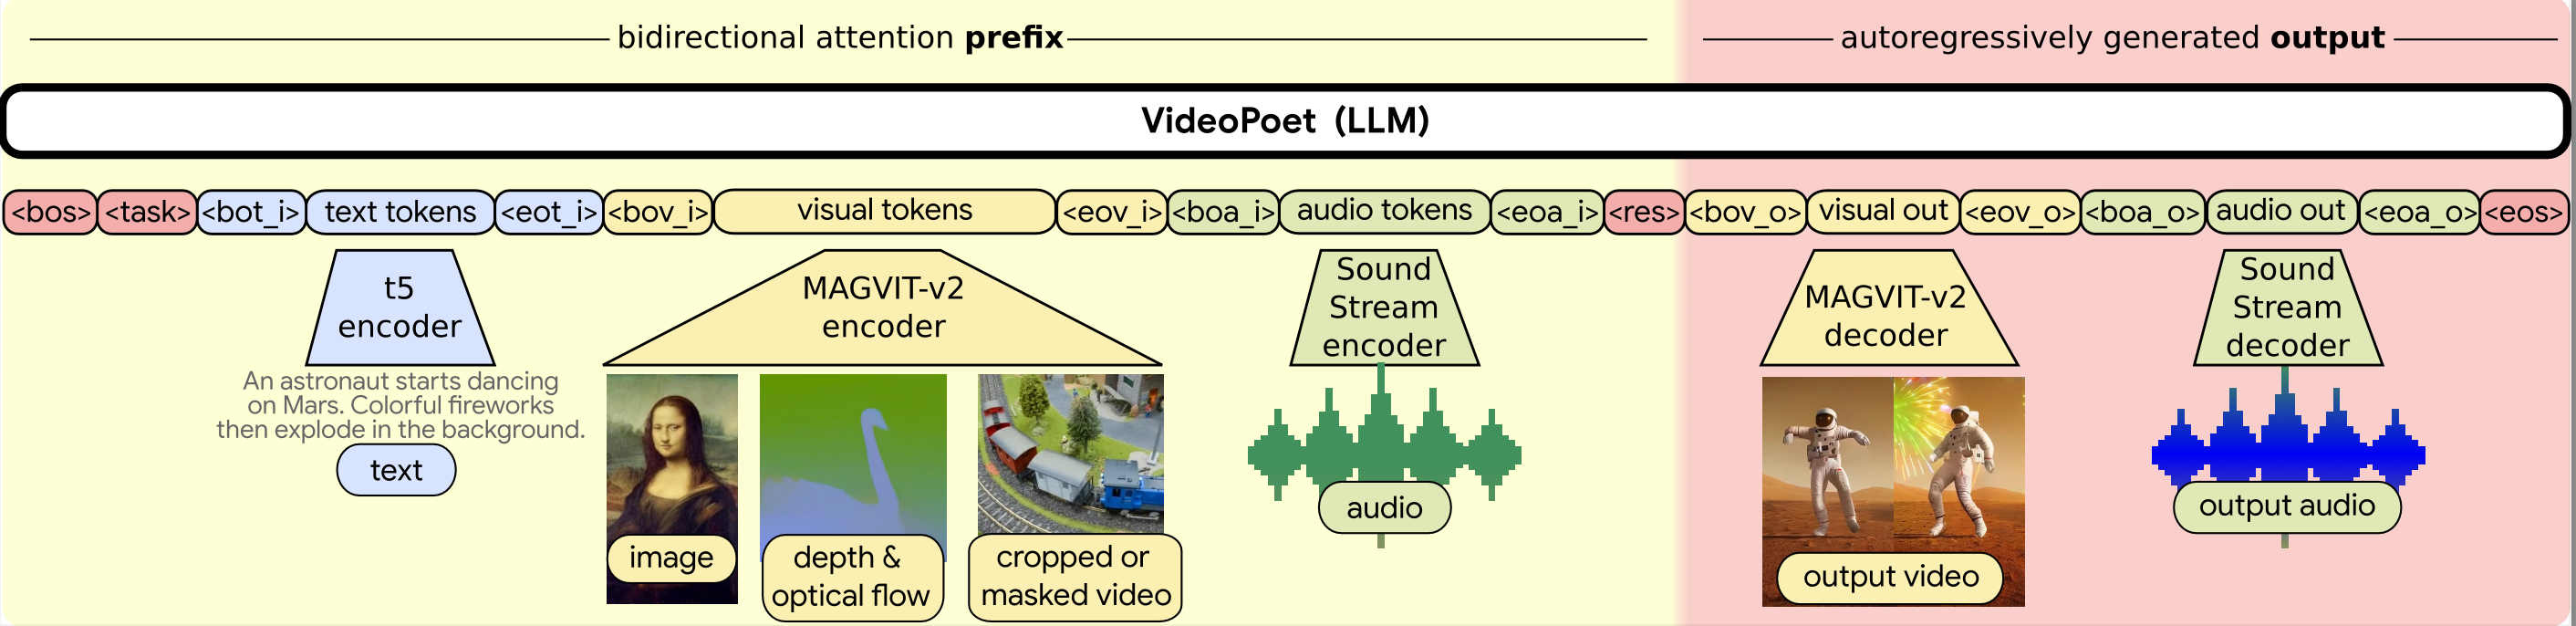 bidirectional attention prefix
autoregressively generated output
VideoPoet (LLM)
<bos> <task> <bot_i> text tokens <eot_i> <bov_i> visual tokens <eov_i> <boa_i> audio tokens <eoa_i> <res> <bov_o> visual out <eov_o> <boa_o> audio out <eoa_o> <eos>
t5
encoder
An astronaut starts dancing
on Mars. Colorful fireworks
then explode in the background.
text
MAGVIT-v2
encoder
image
depth &
optical flow
cropped or
masked video
Sound
Stream
encoder
audio
MAGVIT-v2
decoder
output video
Sound
Stream
decoder
output audio